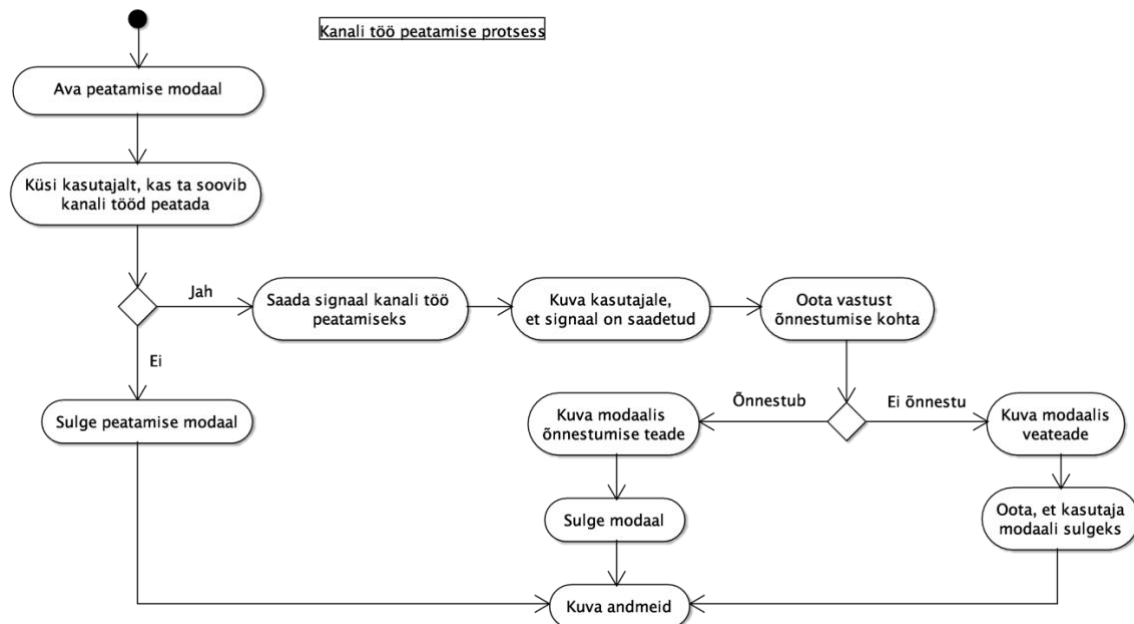 Kanali töö peatamise protsess
Ava peatamise modaal
Küsi kasutajalt, kas ta soovib
kanali tööd peatada
Jah
Saada signaal kanali töö
peatamiseks
Kuva kasutajale,
et signaal on saadetud
Oota vastust
õnnestumise kohta
Ei
Sulge peatamise modaal
Õnnestub
Ei õnnestu
Kuva modaalis
õnnestumise teade
Kuva modaalis
veateade
Sulge modaal
Oota, et kasutaja
modaali sulgeks
Kuva andmeid